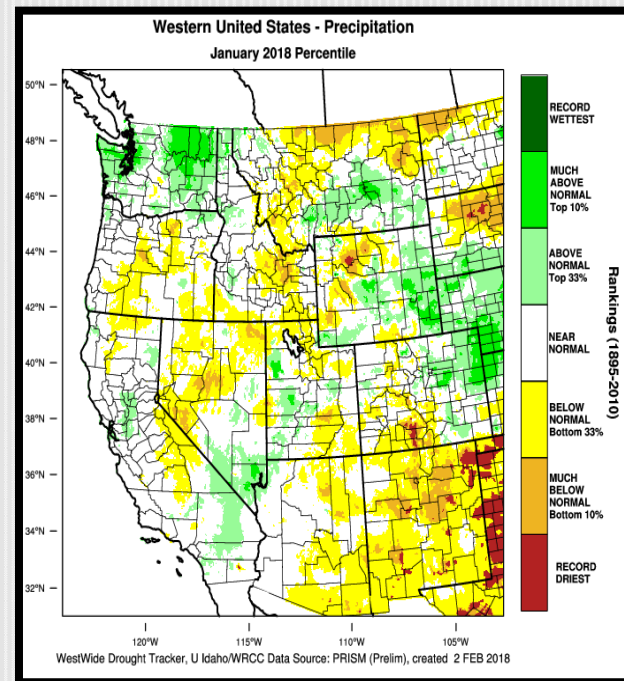 Western United States - Precipitation
January 2018 Percentile
50°N
48°N
46°N
44°N
42°N
40°N
38°N
36°N
34°N
32°N
120°W
115°W
110°W
105°W
RECORD
WETTEST
MUCH
ABOVE
NORMAL
Top 10%
ABOVE
NORMAL
Top 33%
NEAR
NORMAL
BELOW
NORMAL
Bottom 33%
MUCH
BELOW
NORMAL
Bottom 10%
RECORD
DRIEST
Rankings (1895-2010)
WestWide Drought Tracker, U Idaho/WRCC Data Source: PRISM (Prelim), created 2 FEB 2018